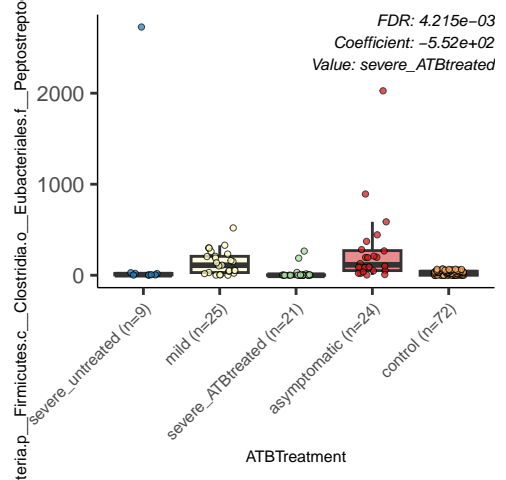 FDR: 4.215e−03
Coefficient: −5.52e+02
Value: severe_ATBtreated
2000
1000
0
teria.p__Firmicutes.c__Clostridia.o__Eubacteriales.f__Peptostrepto
severe_untreated (n=9)
mild (n=25)
severe_ATBtreated (n=21)
asymptomatic (n=24)
control (n=72)
ATBTreatment